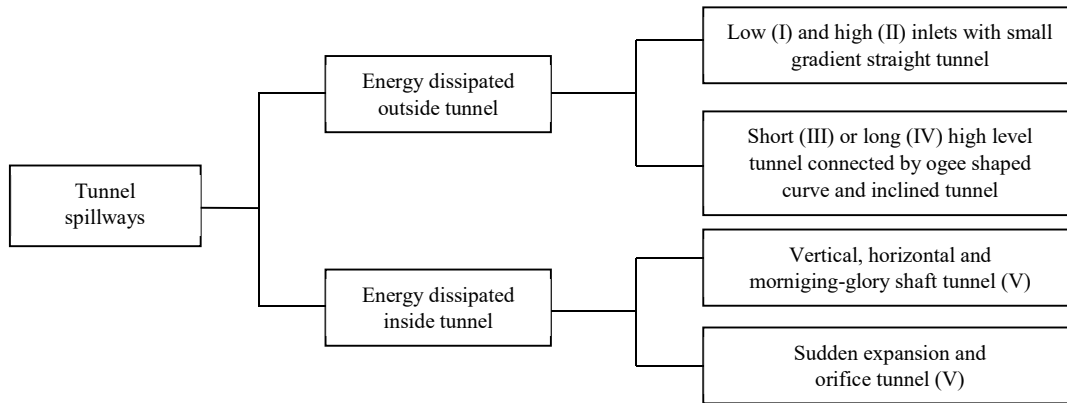 Tunnel
spillways
Energy dissipated
outside tunnel
Low (I) and high (II) inlets with small
gradient straight tunnel
Short (III) or long (IV) high level
tunnel connected by ogee shaped
curve and inclined tunnel
Energy dissipated
inside tunnel
Vertical, horizontal and
morniging-glory shaft tunnel (V)
Sudden expansion and
orifice tunnel (V)